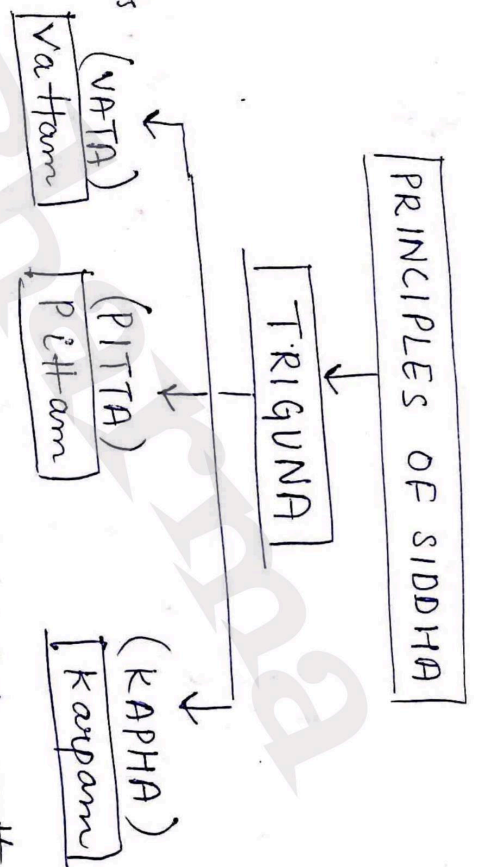 PRINCIPLES OF SIDDHA
TRIGUNA
(VATA) (PITTA) (KAPHA)
Vattam Pittam Karpam